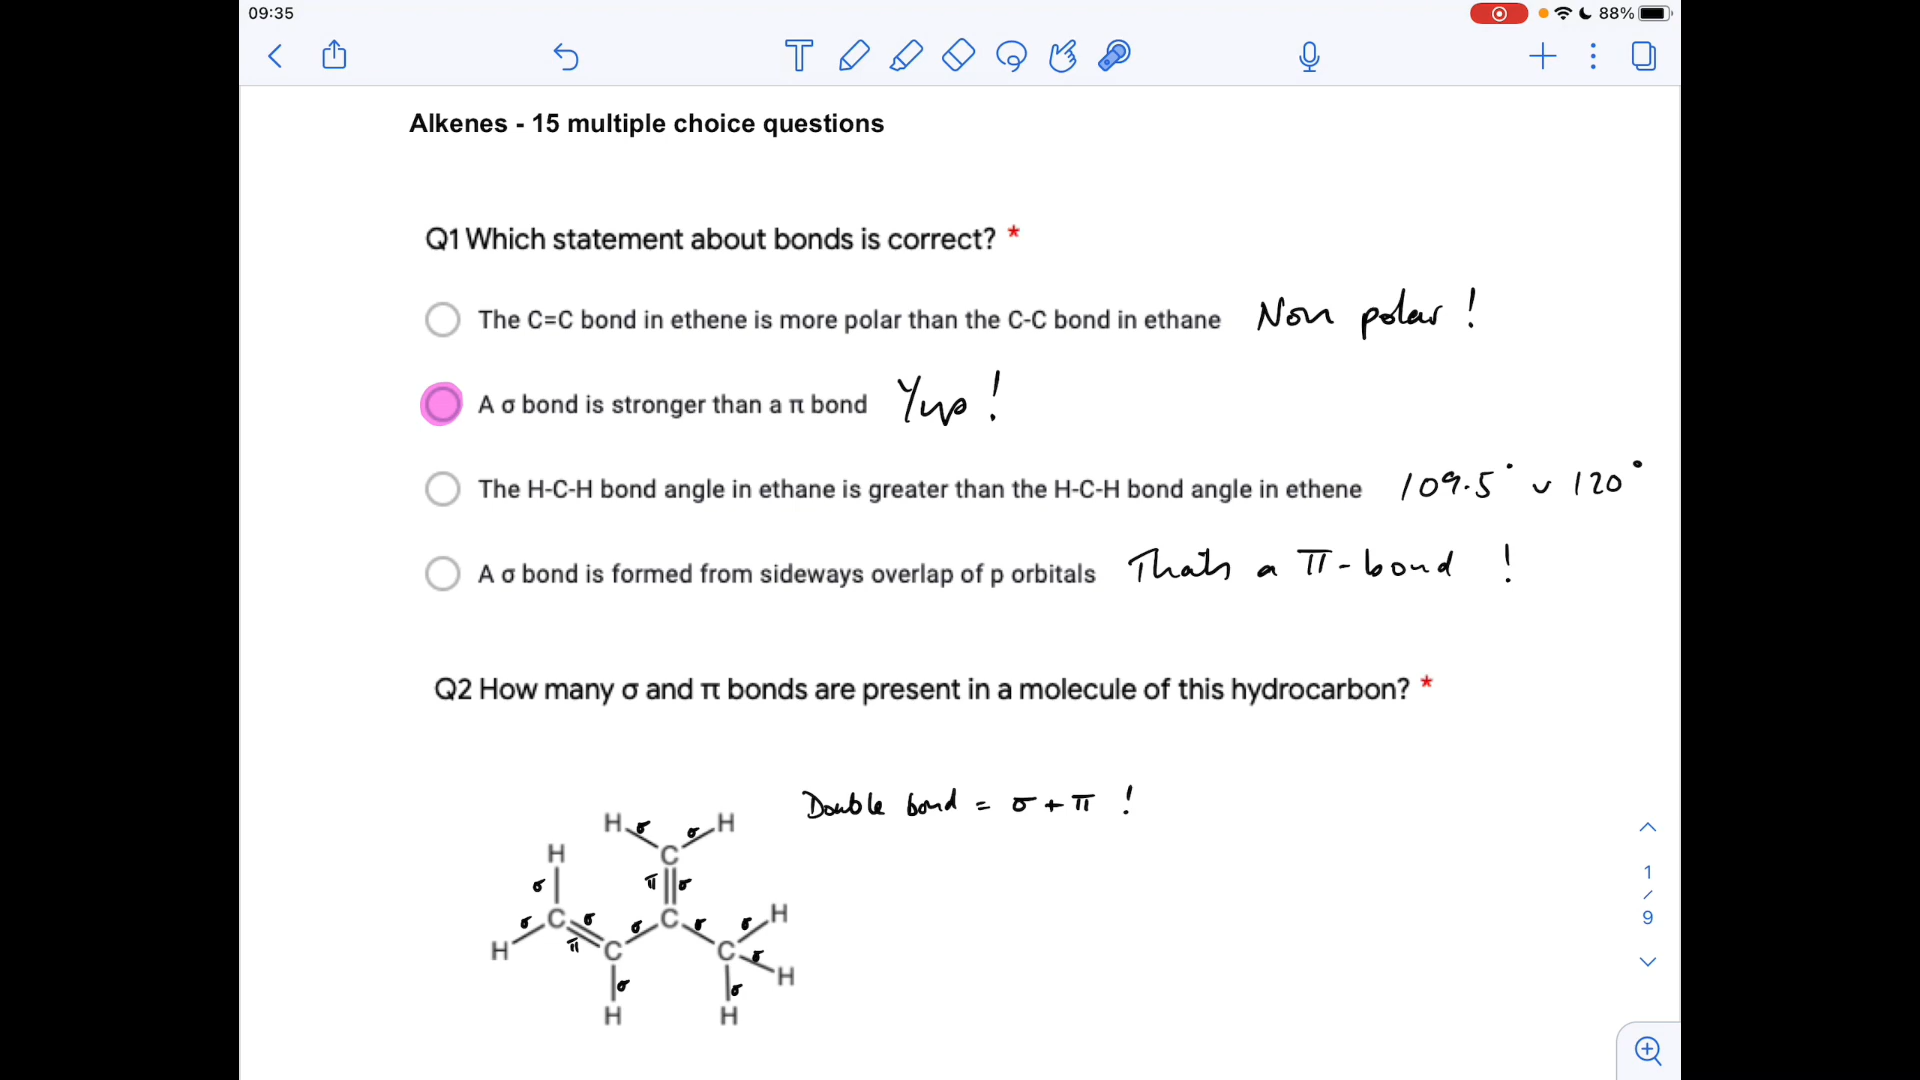 09:35
88%
Alkenes - 15 multiple choice questions
Q1 Which statement about bonds is correct? *
The C=C bond in ethene is more polar than the C-C bond in ethane Non polar !
A σ bond is stronger than a π bond Yup !
The H-C-H bond angle in ethane is greater than the H-C-H bond angle in ethene 109.5° v 120°
A σ bond is formed from sideways overlap of p orbitals Thats a π-bond !
Q2 How many σ and π bonds are present in a molecule of this hydrocarbon? *
Double bond = σ + π !
H σ σ H
H C
σ π σ
σ C σ σ C σ σ H
H π C C σ
σ σ H
H H
1
/
9